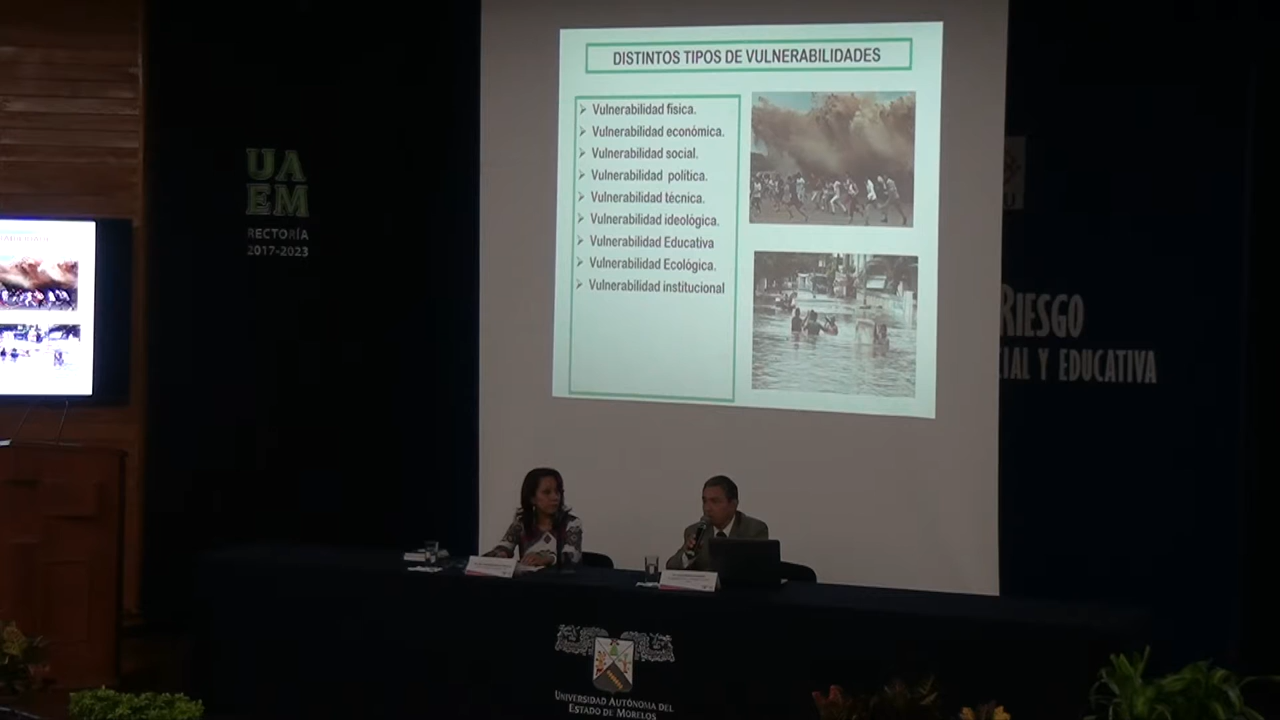 DISTINTOS TIPOS DE VULNERABILIDADES
Vulnerabilidad física.
Vulnerabilidad económica.
Vulnerabilidad social.
Vulnerabilidad política.
Vulnerabilidad técnica.
Vulnerabilidad ideológica.
Vulnerabilidad Educativa
Vulnerabilidad Ecológica.
Vulnerabilidad institucional
UA
EM
RECTORÍA
2017-2023
RIESGO
CIAL Y EDUCATIVA
UNIVERSIDAD AUTÓNOMA DEL
ESTADO DE MORELOS